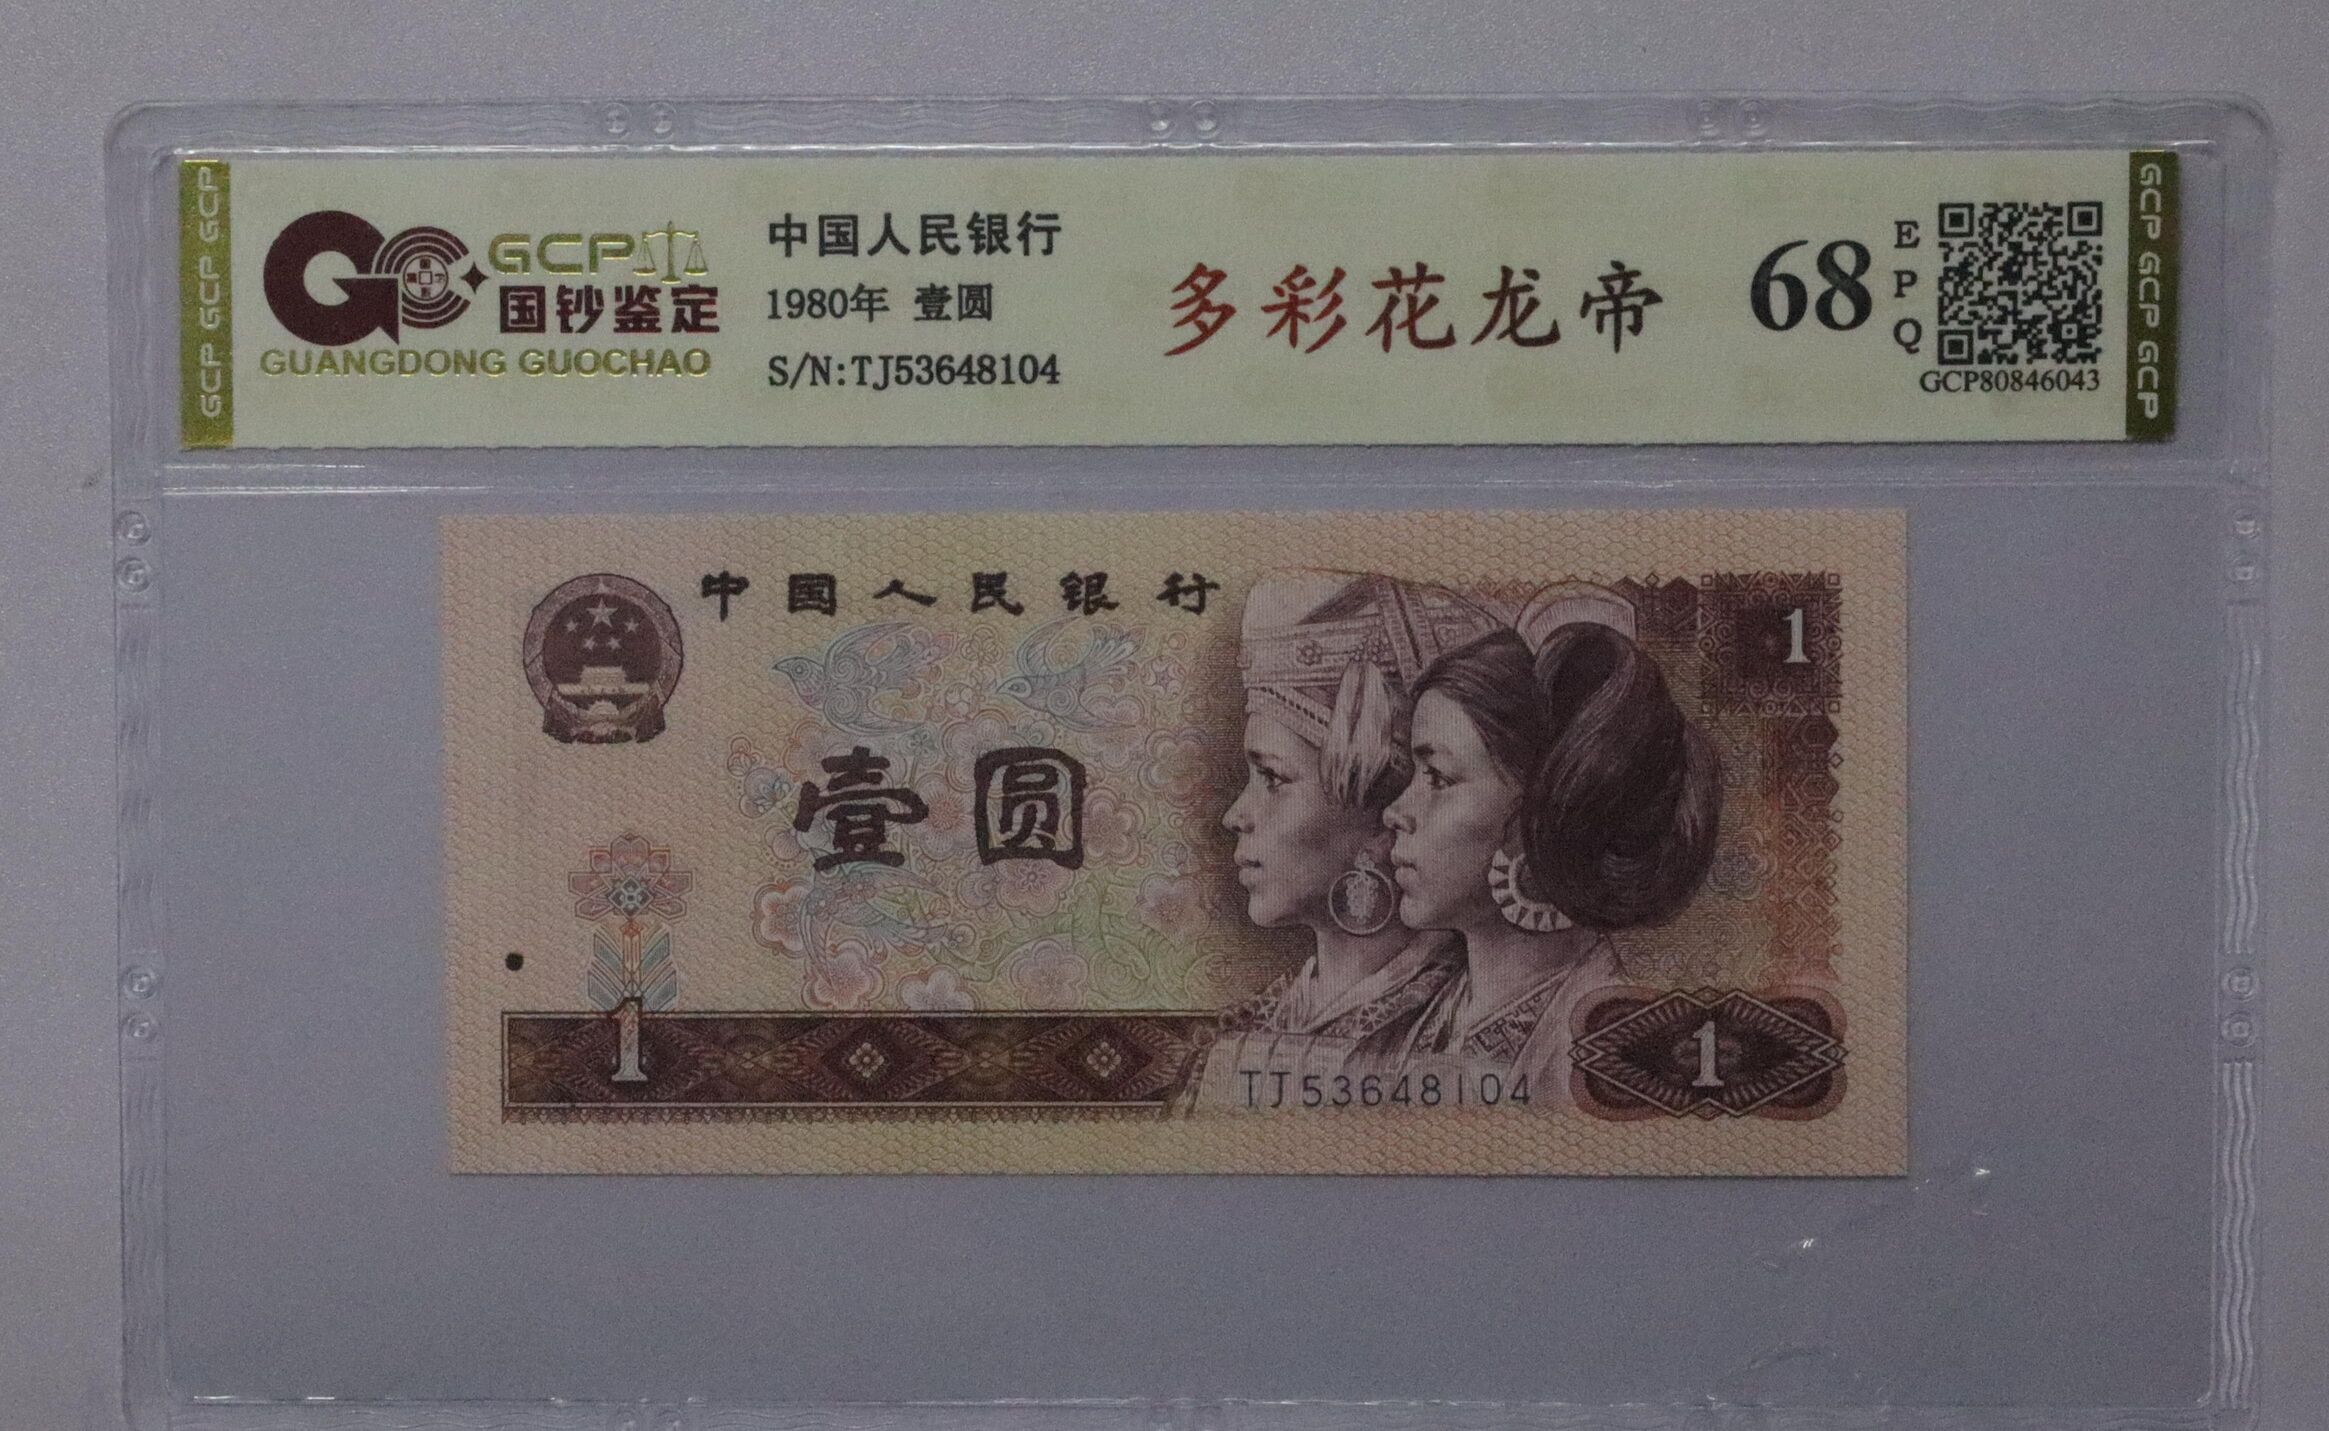 GCP GCP GCP
GCP
国钞鉴定
GUANGDONG GUOCHAO
中国人民银行
1980年 壹圆
S/N:TJ53648104
多彩花龙帝
68
EPQ
GCP80846043
GCP GCP GCP
中国人民银行
1
壹圆
1
1
TJ53648104